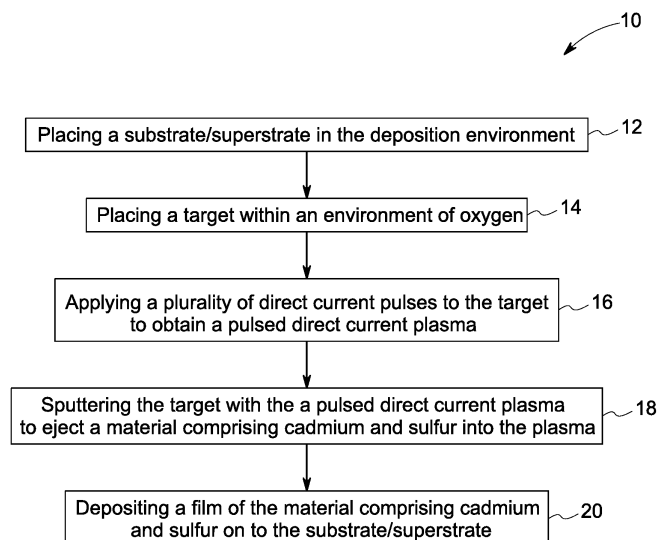 10
Placing a substrate/superstrate in the deposition environment
12
Placing a target within an environment of oxygen
14
Applying a plurality of direct current pulses to the target
to obtain a pulsed direct current plasma
16
Sputtering the target with the a pulsed direct current plasma
to eject a material comprising cadmium and sulfur into the plasma
18
Depositing a film of the material comprising cadmium
and sulfur on to the substrate/superstrate
20